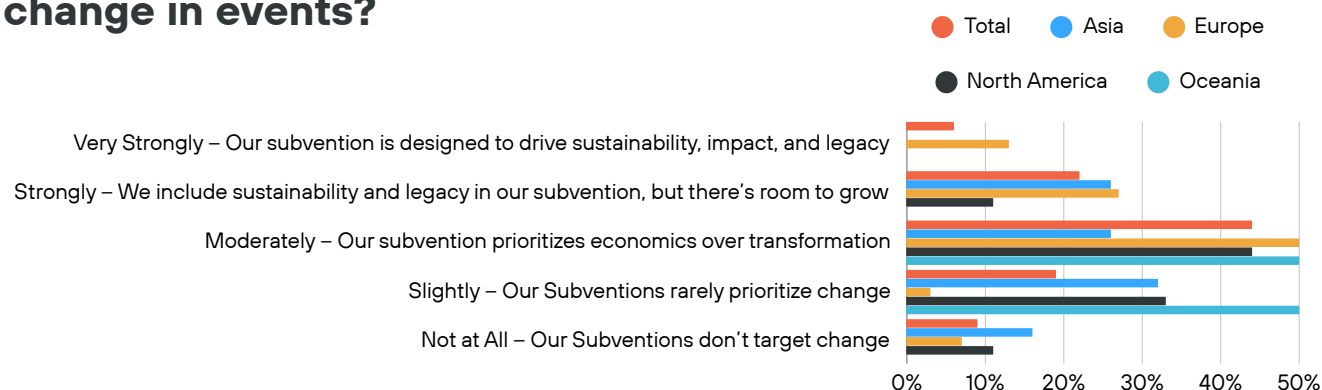 change in events?
Total Asia Europe
North America Oceania
Very Strongly – Our subvention is designed to drive sustainability, impact, and legacy
Strongly – We include sustainability and legacy in our subvention, but there’s room to grow
Moderately – Our subvention prioritizes economics over transformation
Slightly – Our Subventions rarely prioritize change
Not at All – Our Subventions don’t target change
0% 10% 20% 30% 40% 50%